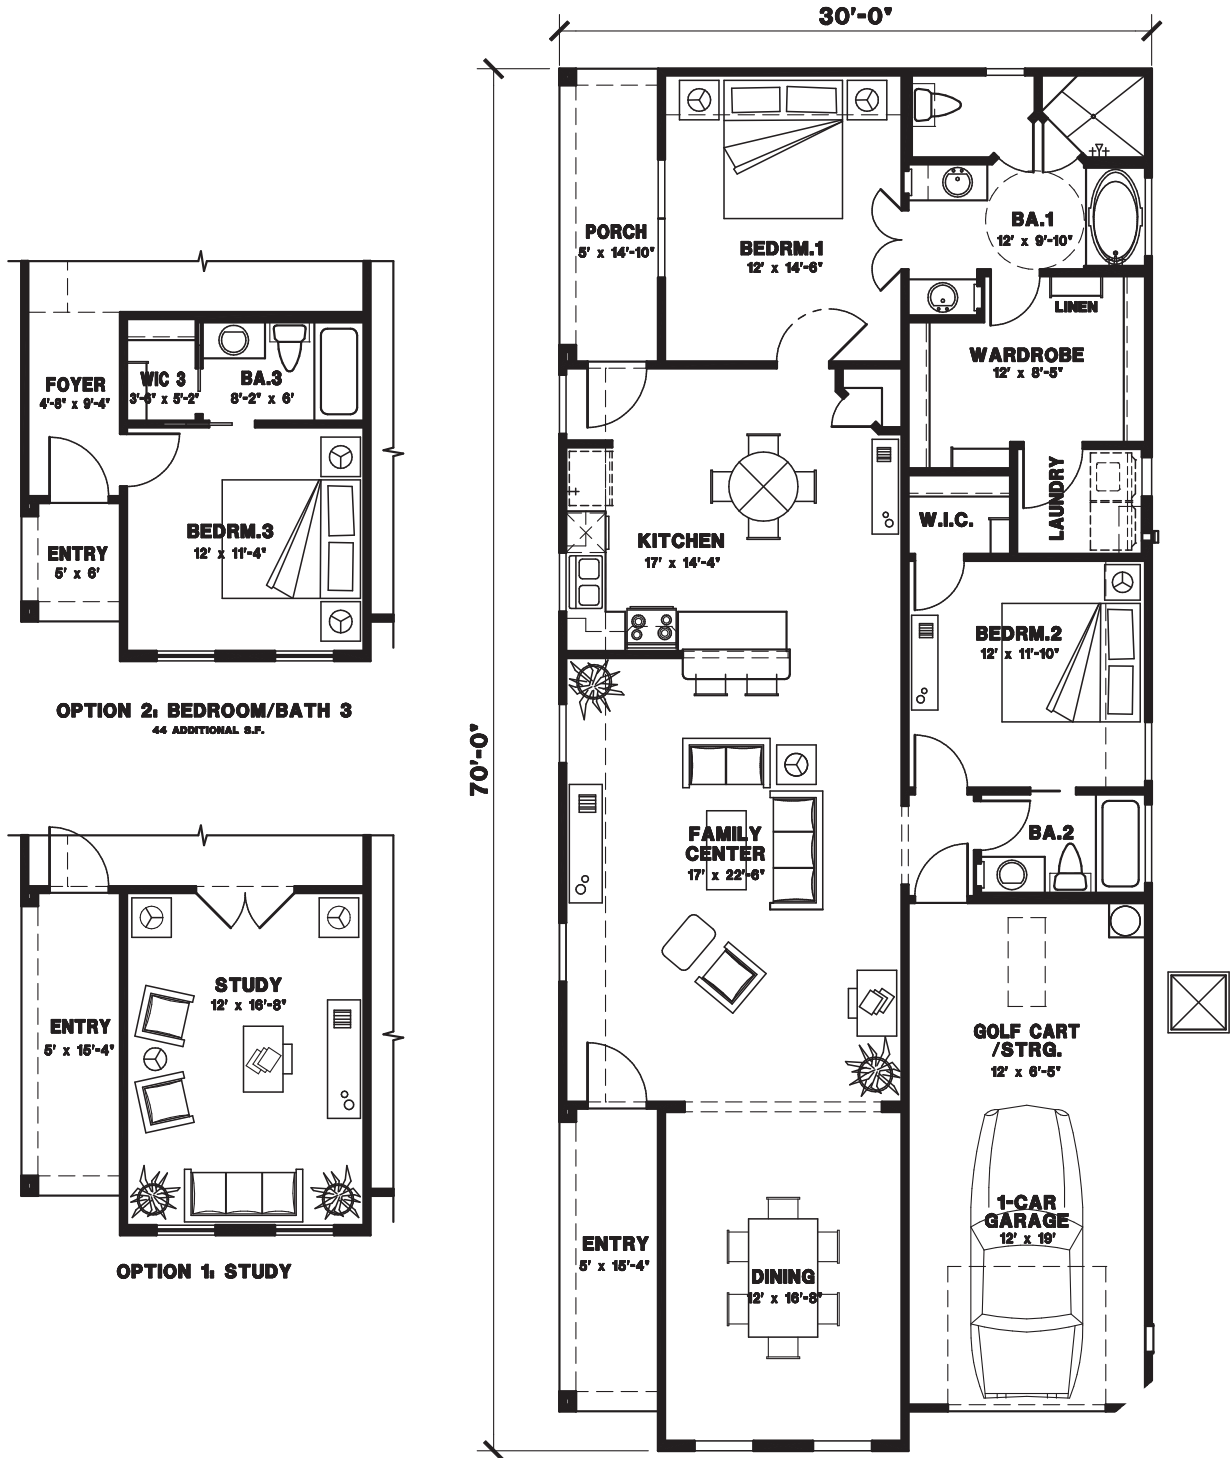 30'-0"
70'-0"
PORCH
5' x 14'-10"
BEDRM.1
12' x 14'-6"
BA.1
12' x 9'-10"
LINEN
WARDROBE
12' x 8'-5"
LAUNDRY
W.I.C.
KITCHEN
17' x 14'-4"
BEDRM.2
12' x 11'-10"
BA.2
FAMILY
CENTER
17' x 22'-6"
GOLF CART
/STRG.
12' x 6'-5"
1-CAR
GARAGE
12' x 19'
ENTRY
5' x 15'-4"
DINING
12' x 16'-8"
FOYER
4'-8" x 9'-4"
WIC 3
3'-6" x 5'-2"
BA.3
8'-2" x 6'
BEDRM.3
12' x 11'-4"
ENTRY
5' x 6'
OPTION 2: BEDROOM/BATH 3
44 ADDITIONAL S.F.
STUDY
12' x 16'-8"
ENTRY
5' x 15'-4"
OPTION 1: STUDY